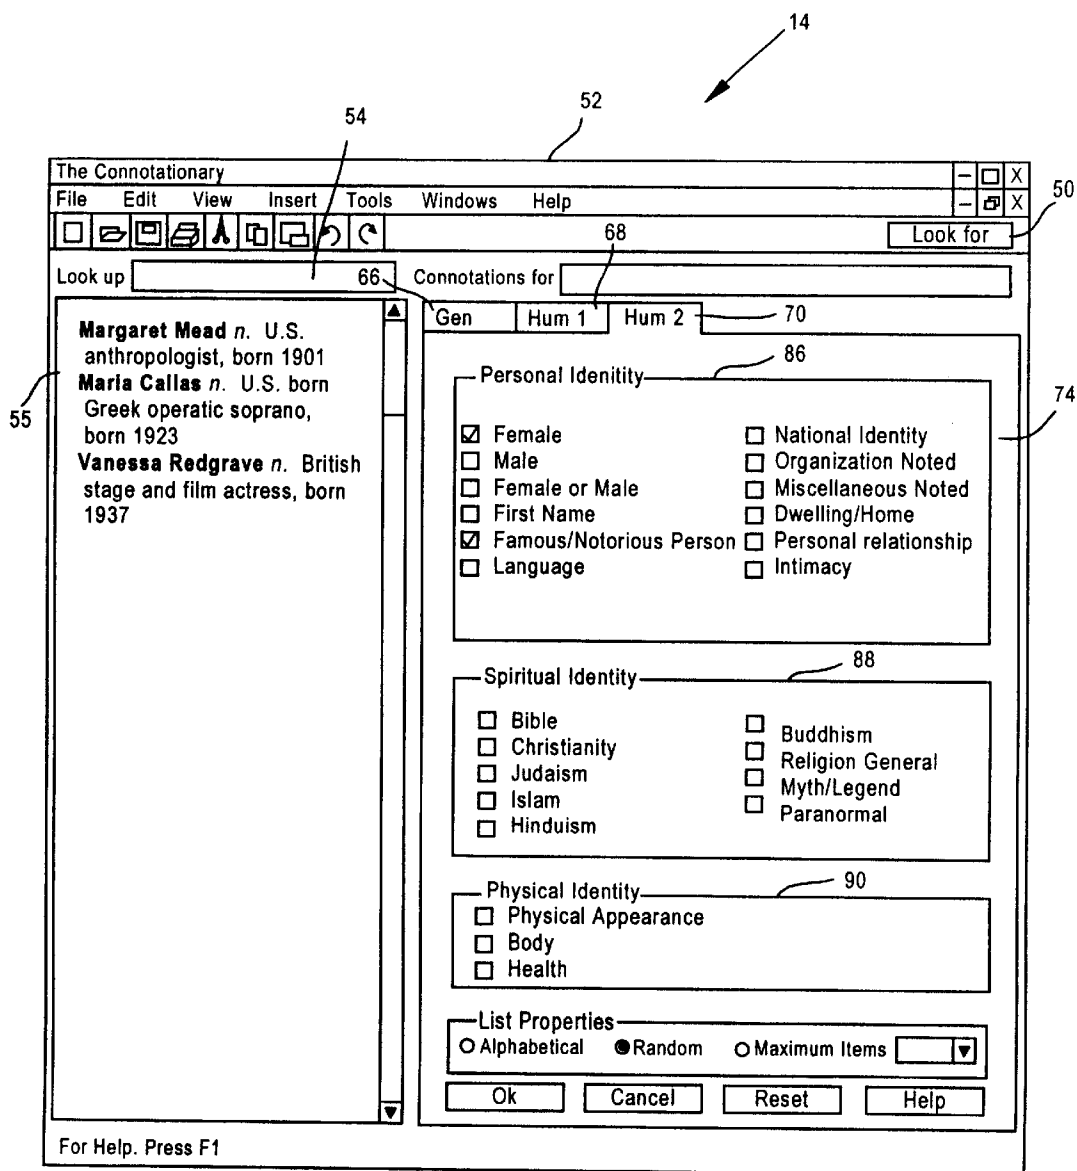 14
52
54
The Connotationary
- X
File Edit View Insert Tools Windows Help
- X
50
68
Look for
Look up
66
Connotations for
Gen Hum 1 Hum 2
70
Margaret Mead n. U.S.
anthropologist, born 1901
Maria Callas n. U.S. born
Greek operatic soprano,
born 1923
Vanessa Redgrave n. British
stage and film actress, born
1937
55
86
74
Personal Idenitity
Female
Male
Female or Male
First Name
Famous/Notorious Person
Language
National Identity
Organization Noted
Miscellaneous Noted
Dwelling/Home
Personal relationship
Intimacy
88
Spiritual Identity
Bible
Christianity
Judaism
Islam
Hinduism
Buddhism
Religion General
Myth/Legend
Paranormal
90
Physical Identity
Physical Appearance
Body
Health
List Properties
Alphabetical Random Maximum Items
Ok Cancel Reset Help
For Help. Press F1